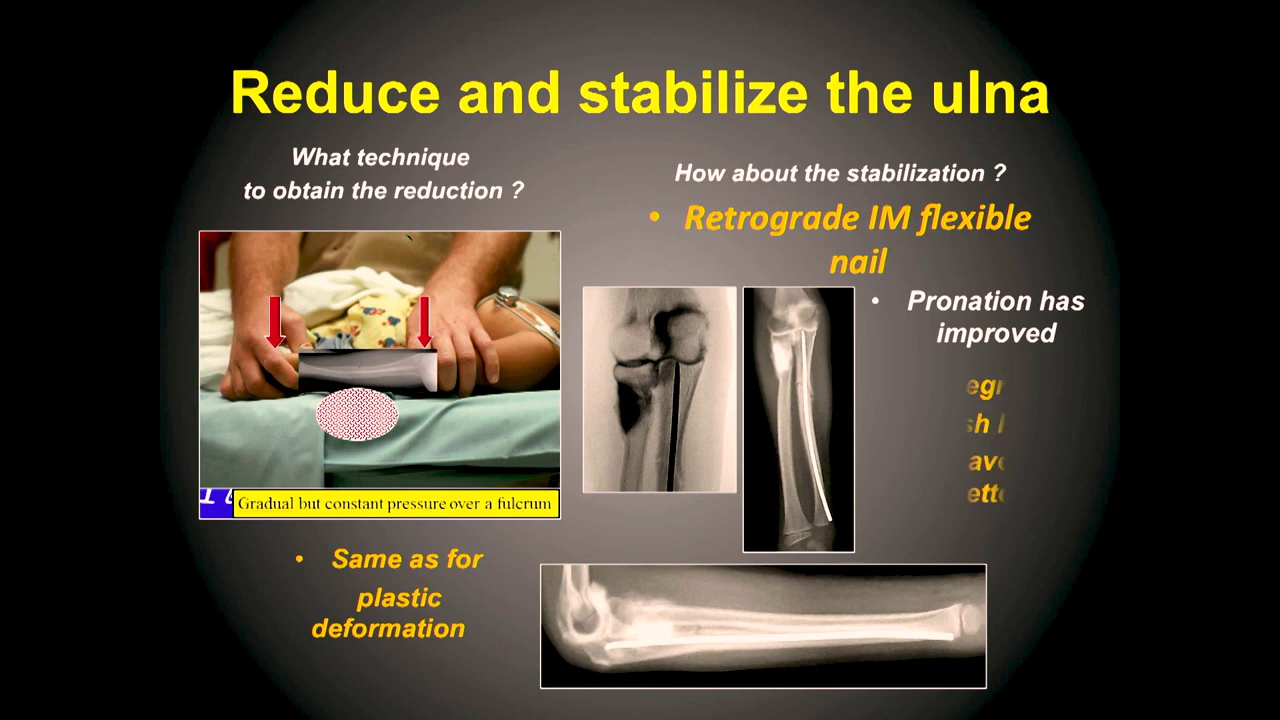 Reduce and stabilize the ulna
What technique
to obtain the reduction ?
Gradual but constant pressure over a fulcrum
• Same as for
plastic
deformation
How about the stabilization ?
• Retrograde IM flexible
nail
• Pronation has
improved